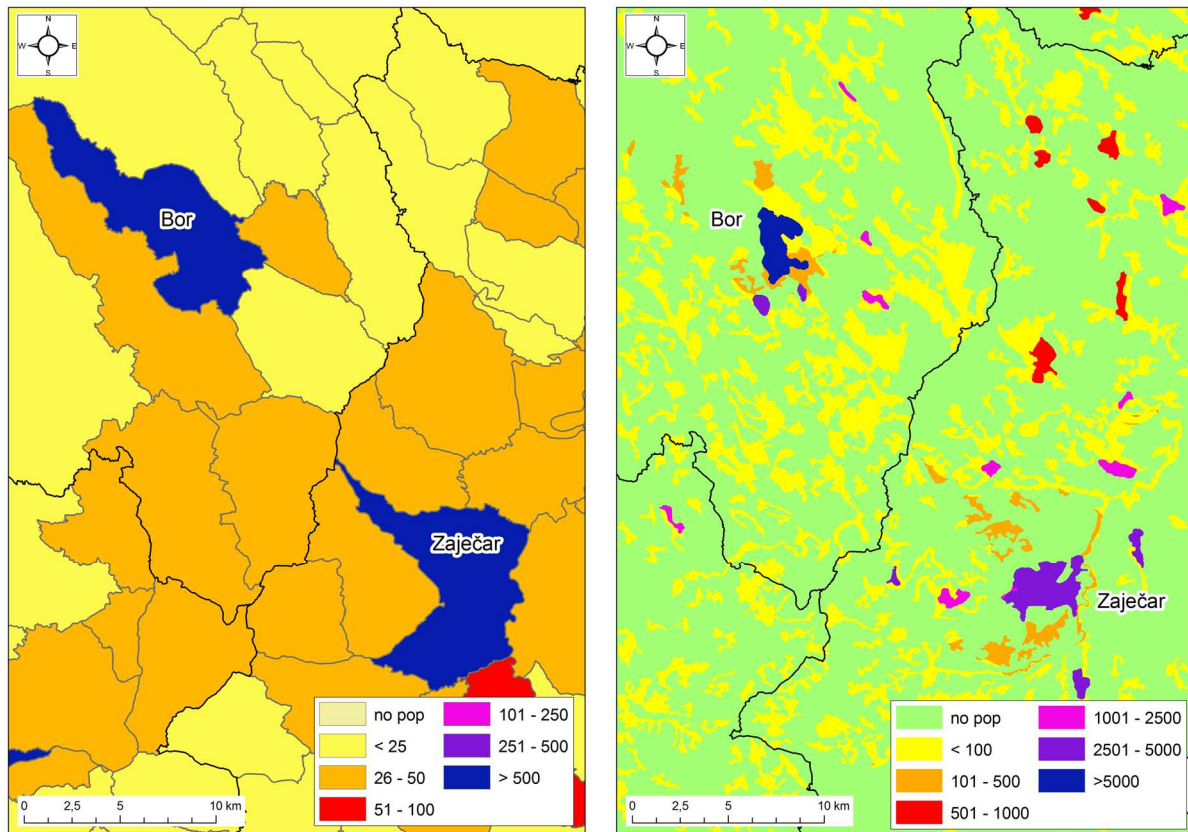 N
W E
S
Bor
Zaječar
no pop
< 25
26 - 50
51 - 100
101 - 250
251 - 500
> 500
0 2,5 5 10 km
N
W E
S
Bor
Zaječar
no pop
< 100
101 - 500
501 - 1000
1001 - 2500
2501 - 5000
>5000
0 2,5 5 10 km